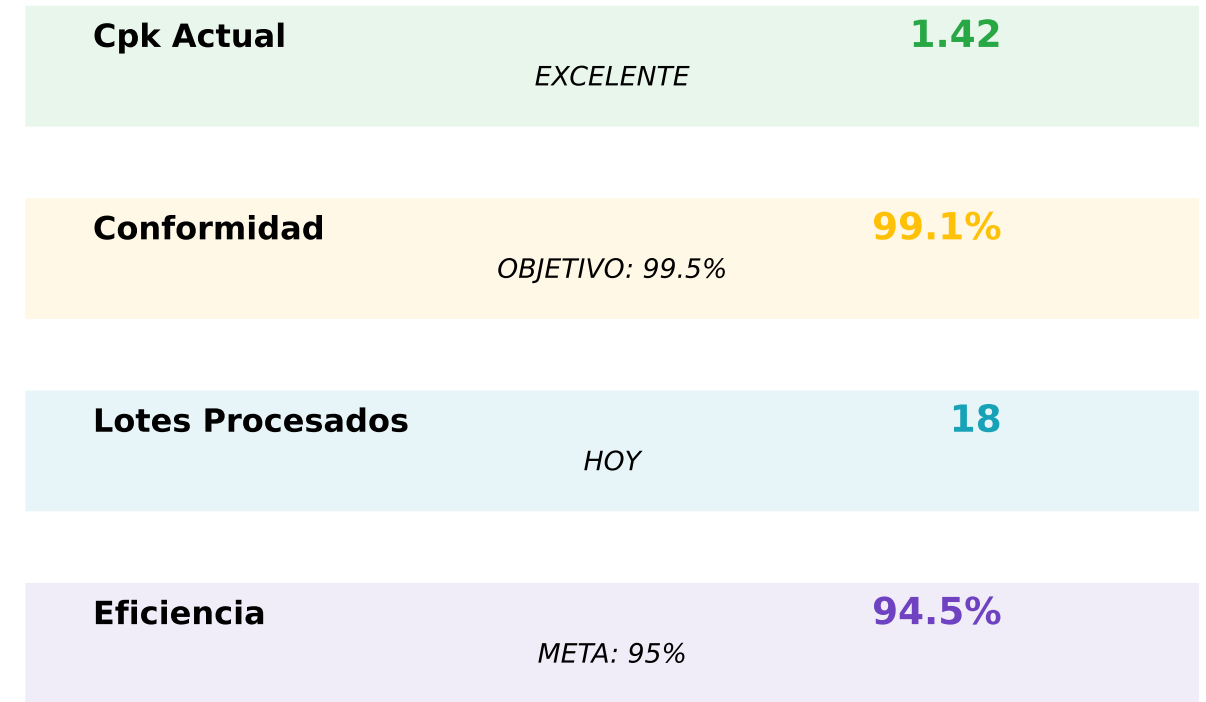 Cpk Actual 1.42
EXCELENTE
Conformidad 99.1%
OBJETIVO: 99.5%
Lotes Procesados 18
HOY
Eficiencia 94.5%
META: 95%